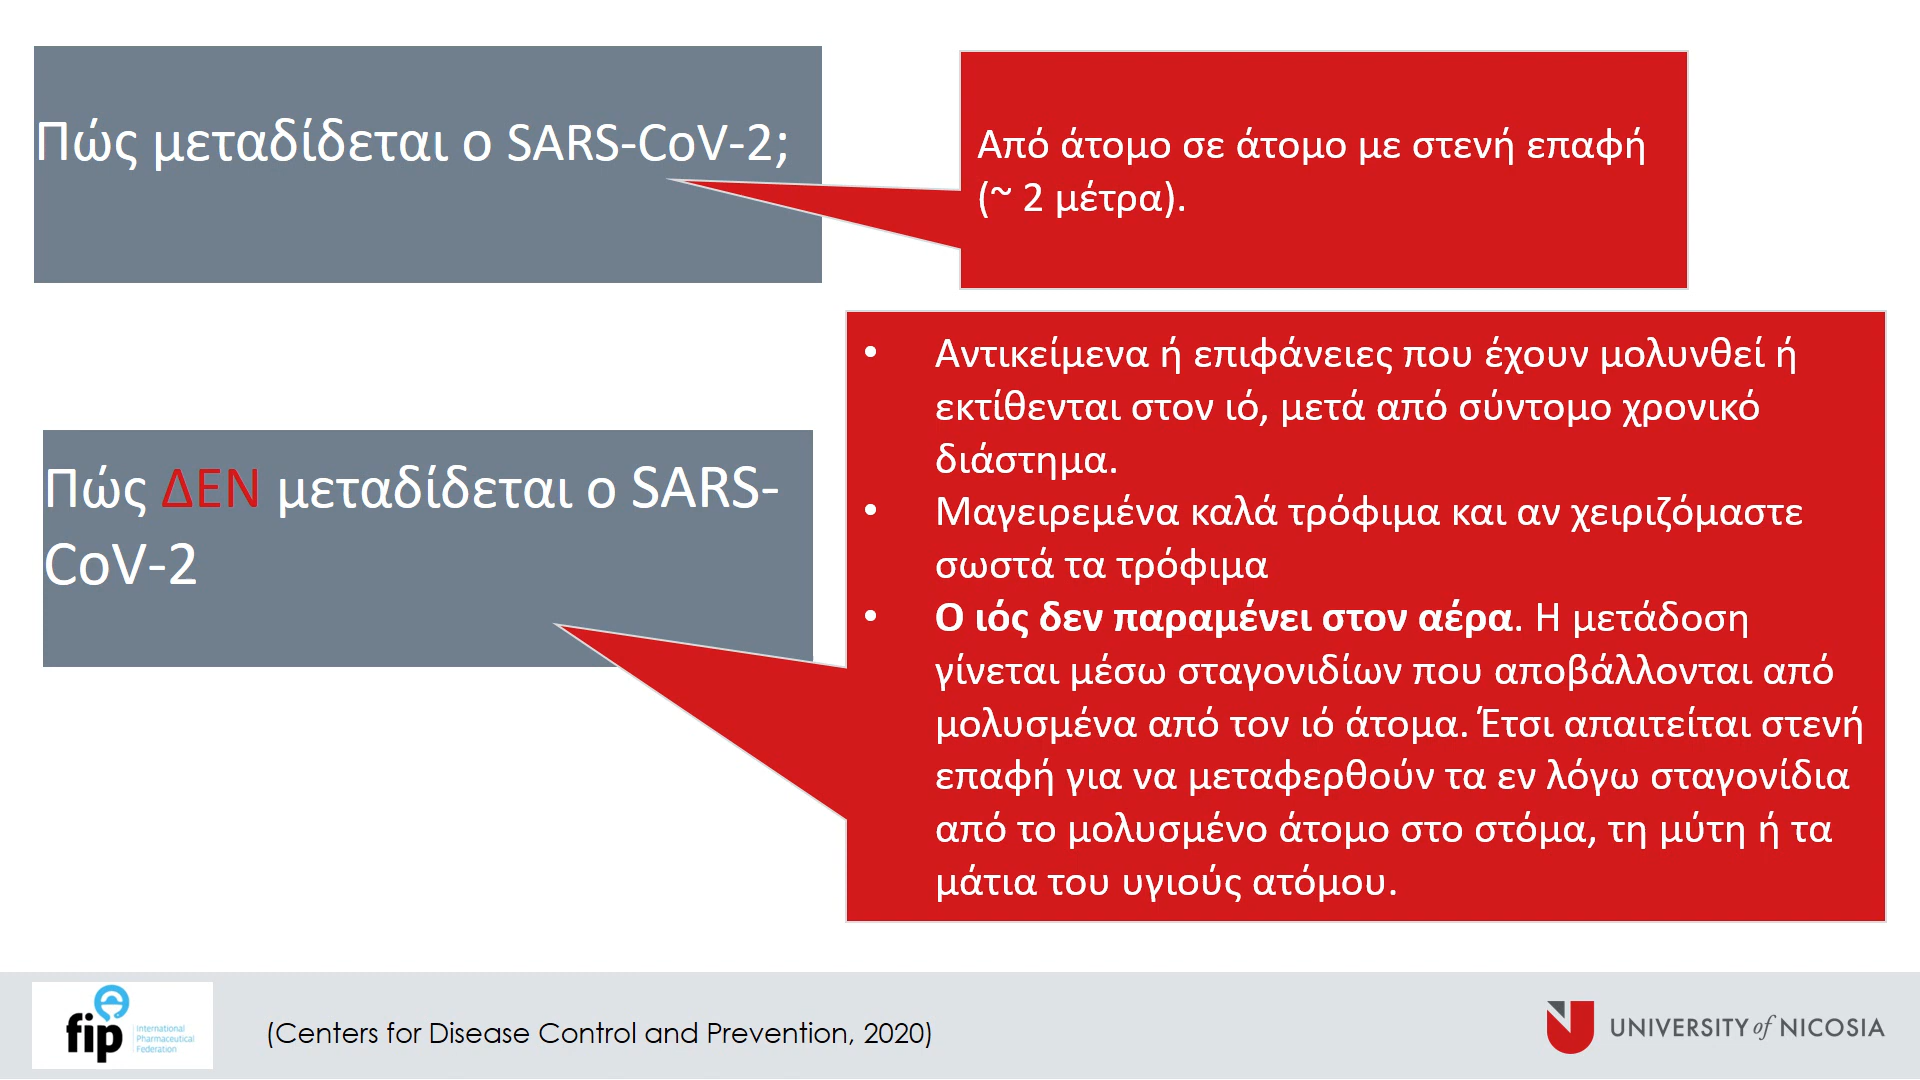 Πώς μεταδίδεται ο SARS-CoV-2;
Από άτομο σε άτομο με στενή επαφή
(~ 2 μέτρα).
Πώς ΔΕΝ μεταδίδεται ο SARS-
CoV-2
• Αντικείμενα ή επιφάνειες που έχουν μολυνθεί ή
εκτίθενται στον ιό, μετά από σύντομο χρονικό
διάστημα.
• Μαγειρεμένα καλά τρόφιμα και αν χειριζόμαστε
σωστά τα τρόφιμα
• Ο ιός δεν παραμένει στον αέρα. Η μετάδοση
γίνεται μέσω σταγονιδίων που αποβάλλονται από
μολυσμένα από τον ιό άτομα. Έτσι απαιτείται στενή
επαφή για να μεταφερθούν τα εν λόγω σταγονίδια
από το μολυσμένο άτομο στο στόμα, τη μύτη ή τα
μάτια του υγιούς ατόμου.
fip
International
Pharmaceutical
Federation
(Centers for Disease Control and Prevention, 2020)
UNIVERSITY of NICOSIA